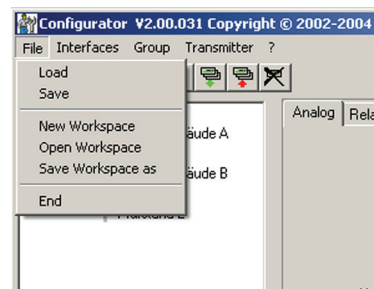 Configurator V2.00.031 Copyright © 2002-2004
File Interfaces Group Transmitter ?
Load
Save
New Workspace
Open Workspace
Save Workspace as
End
äude A
äude B
Analog Rela